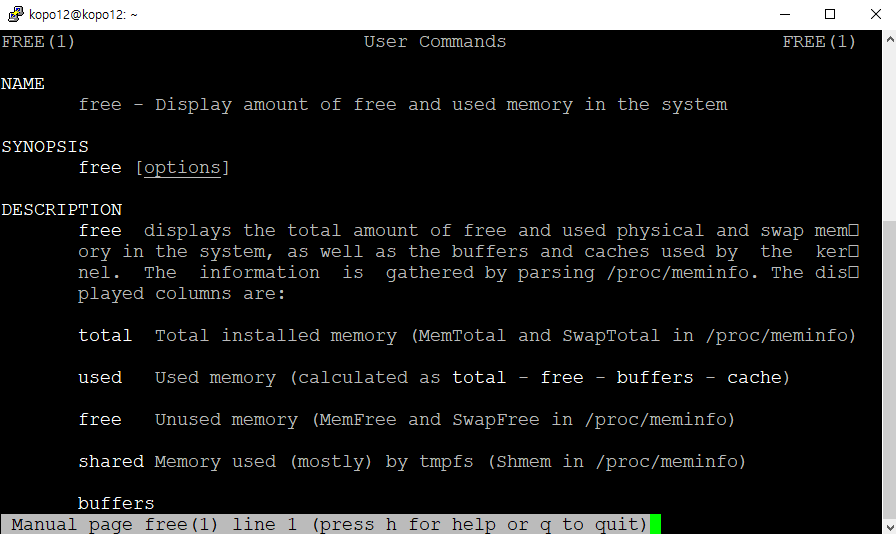 kopo12@kopo12: ~
FREE(1) User Commands FREE(1)
NAME
free - Display amount of free and used memory in the system
SYNOPSIS
free [options]
DESCRIPTION
free displays the total amount of free and used physical and swap mem□
ory in the system, as well as the buffers and caches used by the ker□
nel. The information is gathered by parsing /proc/meminfo. The dis□
played columns are:
total Total installed memory (MemTotal and SwapTotal in /proc/meminfo)
used Used memory (calculated as total - free - buffers - cache)
free Unused memory (MemFree and SwapFree in /proc/meminfo)
shared Memory used (mostly) by tmpfs (Shmem in /proc/meminfo)
buffers
Manual page free(1) line 1 (press h for help or q to quit)